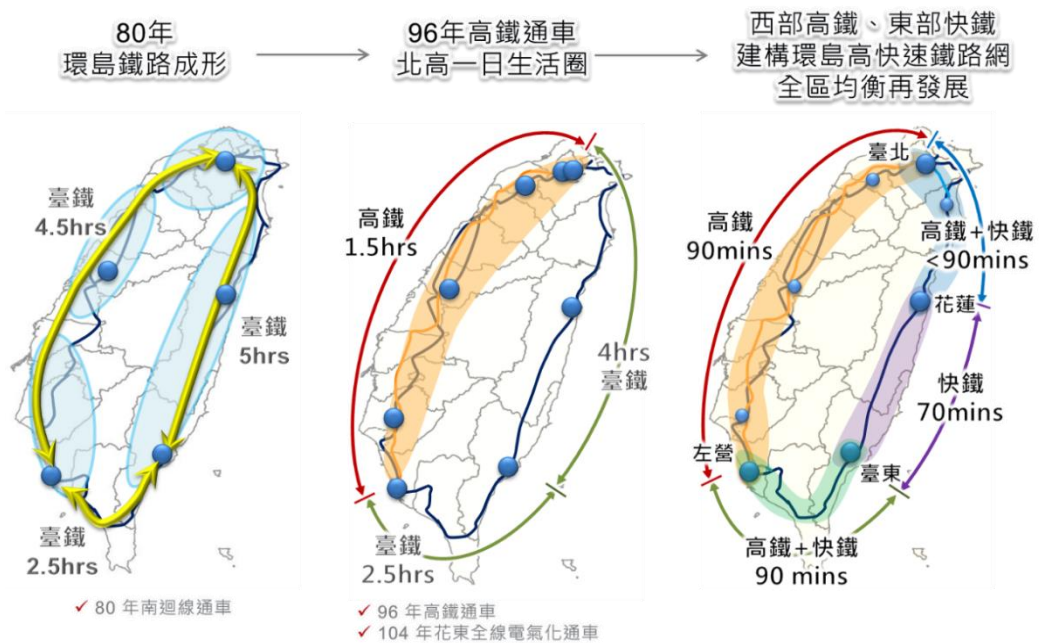 80年
環島鐵路成形
96年高鐵通車
北高一日生活圈
西部高鐵、東部快鐵
建構環島高快速鐵路網
全區均衡再發展
臺鐵
4.5hrs
臺鐵
5hrs
臺鐵
2.5hrs
✓ 80 年南迴線通車
高鐵
1.5hrs
4hrs
臺鐵
臺鐵
2.5hrs
✓ 96 年高鐵通車
✓ 104 年花東全線電氣化通車
臺北
高鐵
90mins
高鐵+快鐵
<90mins
花蓮
快鐵
70mins
左營
臺東
高鐵+快鐵
90 mins